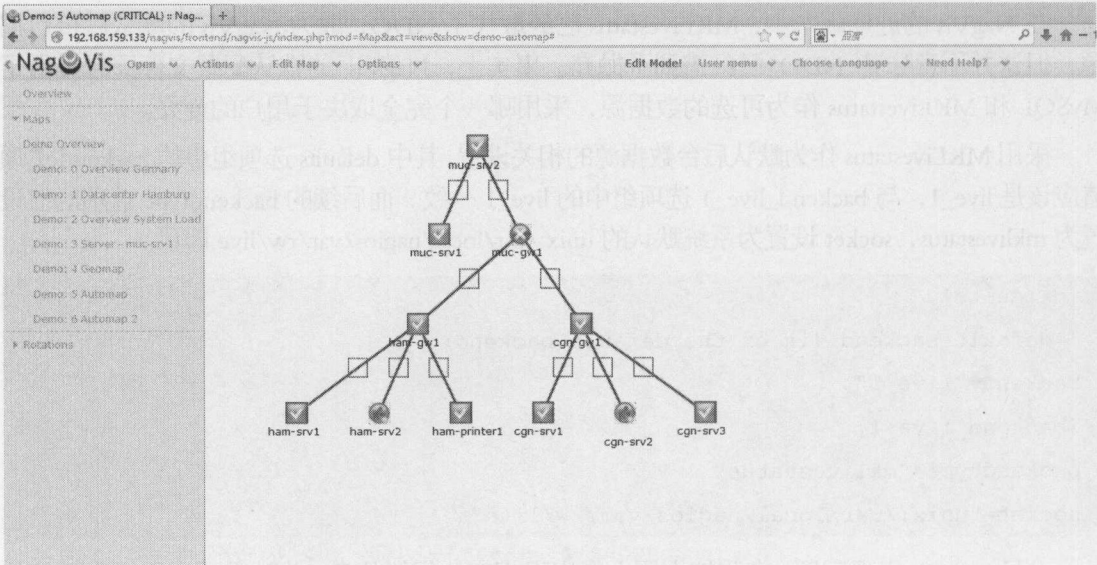 Demo: 5 Automap (CRITICAL) :: Nag...
192.168.159.133/nagvis/frontend/nagvis-js/index.php?mod=Map&act=view&show=demo-automap#
百度
NagVis Open Actions Edit Map Options Edit Mode! User menu Choose Language Need Help?
Overview
Maps
Demo Overview
Demo: 0 Overview Germany
Demo: 1 Datacenter Hamburg
Demo: 2 Overview System Load
Demo: 3 Server - muc-srv1
Demo: 4 Geomap
Demo: 5 Automap
Demo: 6 Automap 2
Rotations
muc-srv2
muc-srv1
muc-gw1
ham-gw1
cgn-gw1
ham-srv1
ham-srv2
ham-printer1
cgn-srv1
cgn-srv2
cgn-srv3